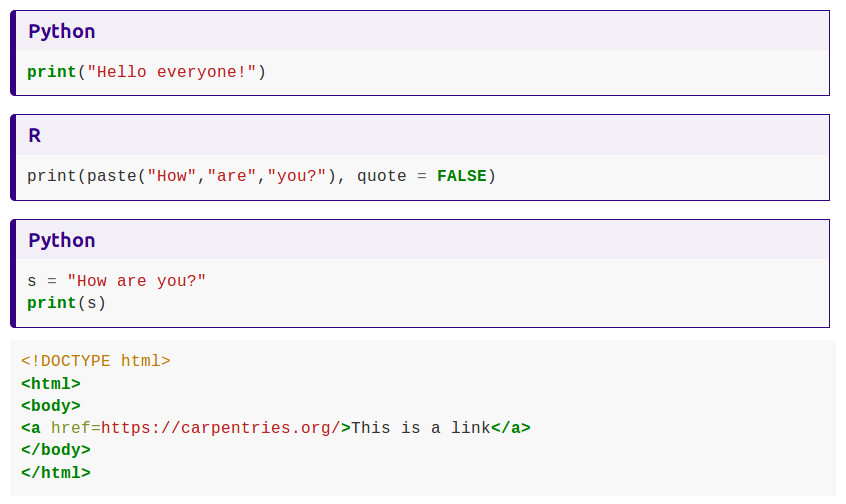 Python
print("Hello everyone!")
R
print(paste("How","are","you?"), quote = FALSE)
Python
s = "How are you?"
print(s)
<!DOCTYPE html>
<html>
<body>
<a href=https://carpentries.org/>This is a link</a>
</body>
</html>